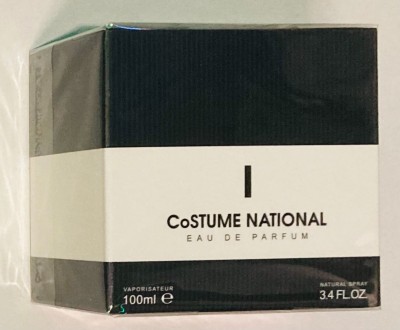 I
CoSTUME NATIONAL
EAU DE PARFUM
VAPORISATEUR
100ml ℮
NATURAL SPRAY
3.4 FL.OZ.